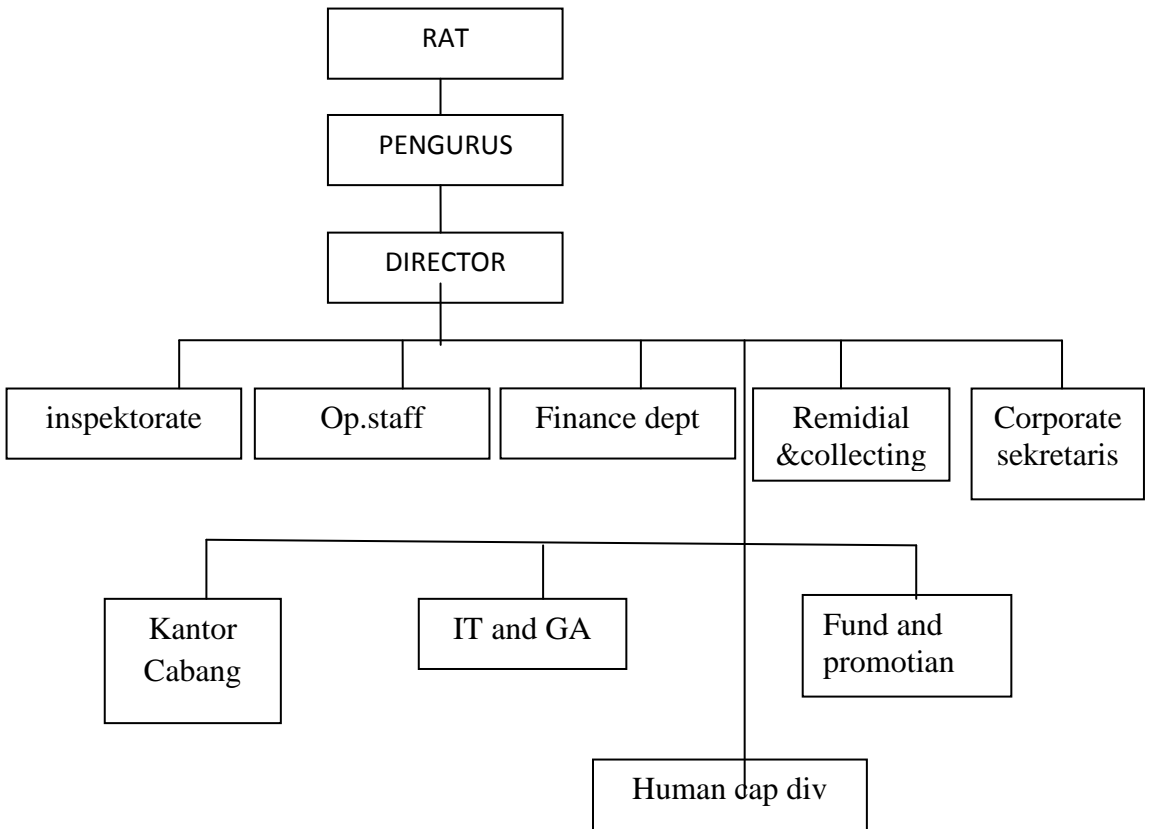 RAT
PENGURUS
DIRECTOR
inspektorate
Op.staff
Finance dept
Remidial
&collecting
Corporate
sekretaris
Kantor
Cabang
IT and GA
Fund and
promotian
Human cap div